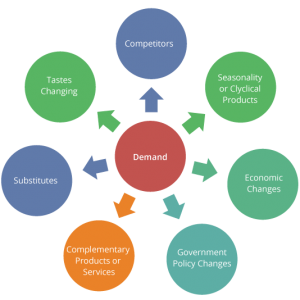 Competitors
Seasonality
or Clyclical
Products
Economic
Changes
Government
Policy Changes
Complementary
Products or
Services
Substitutes
Tastes
Changing
Demand